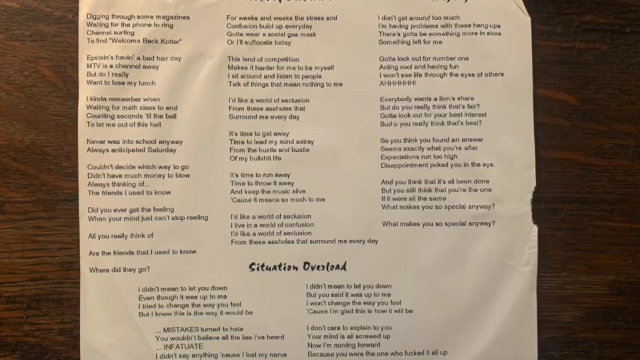 Digging through some magazines
Waiting for the phone to ring
Channel surfing
To find "Welcome Back Kotter"
Epstein's havin' a bad hair day
MTV is a channel away
But do I really
Want to lose my lunch
I kinda remember when
Waiting for math class to end
Counting seconds 'til the bell
To let me out of this hell
Never was into school anyway
Always anticipated Saturday
Couldn't decide which way to go
Didn't have much money to blow
Always thinking of...
The friends I used to know
Did you ever get the feeling
When your mind just can't stop reeling
All you really think of
Are the friends that I used to know
Where did they go?
For weeks and weeks the stress and
Confusion build up everyday
Gotta wear a social gas mask
Or I'll suffocate today
This land of competition
Makes it harder for me to be myself
I sit around and listen to people
Talk of things that mean nothing to me
I'd like a world of seclusion
From these assholes that
Surround me every day
It's time to get away
Time to lead my mind astray
From the hustle and bustle
Of my bullshit life
It's time to run away
Time to throw it away
And keep the music alive
'Cause it means so much to me
I'd like a world of seclusion
I live in a world of confusion
I'd like a world of seclusion
From these assholes that surround me every day
I don't get around too much
I'm having problems with these hang-ups
There's gotta be something more in store
Something left for me
Gotta look out for number one
Acting cool and having fun
I won't see life through the eyes of others
AHHHHHH!
Everybody wants a lion's share
But do you really think that's fair?
Gotta look out for your best interest
Bud o you really think that's best?
So you think you found an answer
Seems exactly what you're after
Expectations run too high
Disappointment poked you in the eye.
And you think that it's all been done
But you still think that you're the one
If it were all the same
What makes you so special anyway?
What makes you so special anyway?
Situation Overload
I didn't mean to let you down
Even though it was up to me
I tried to change the way you feel
But I knew this is the way it would be
... MISTAKES turned to hate
You wouldn't believe all the lies I've heard
... INFATUATE
I didn't say anything 'cause I lost my nerve
I didn't mean to let you down
But you said it was up to me
I won't change the way you feel
'Cause I'm glad this is how it will be
I don't care to explain to you
Your mind is all screwed up
Now I'm moving forward
Because you were the one who fucked it all up